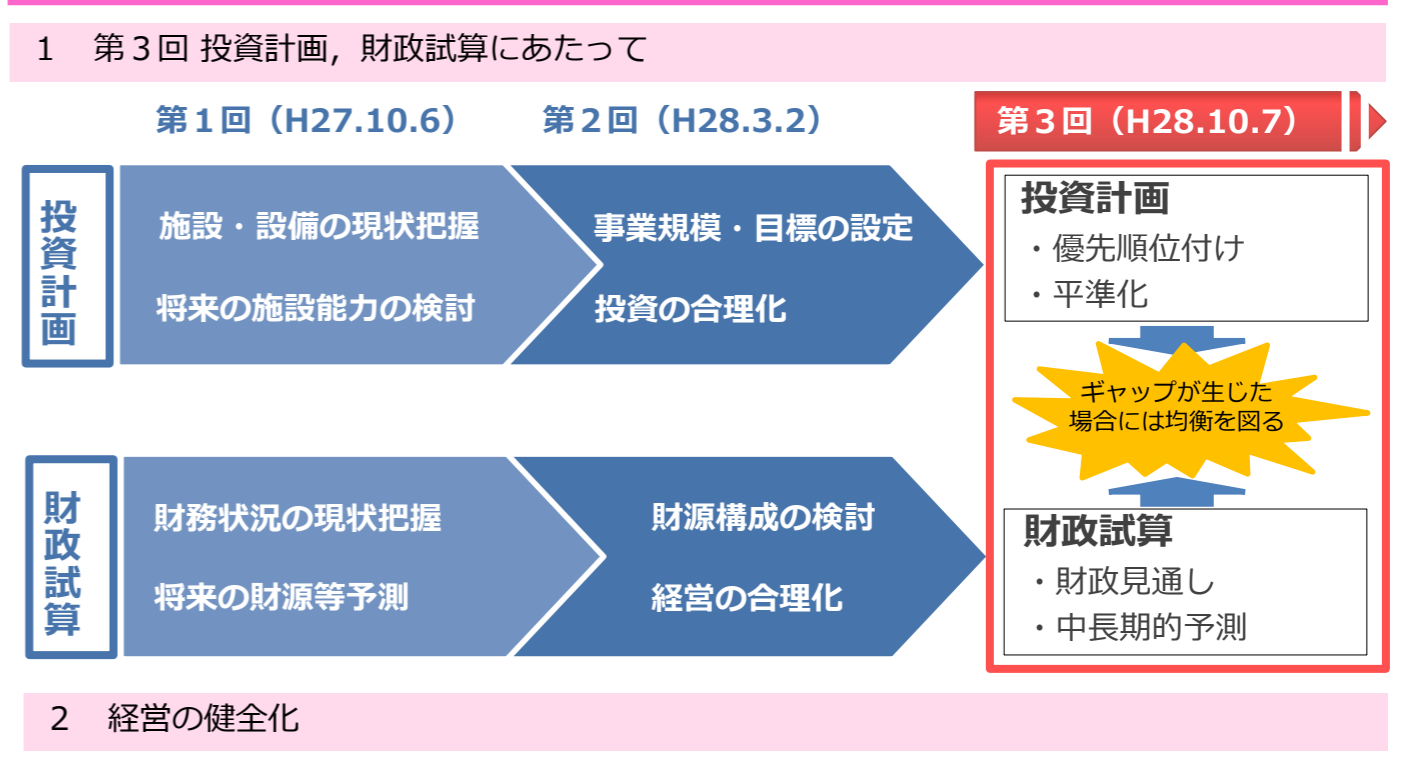 1 第３回 投資計画，財政試算にあたって
第１回（H27.10.6）
第２回（H28.3.2）
第３回（H28.10.7）
投資計画
施設・設備の現状把握
将来の施設能力の検討
事業規模・目標の設定
投資の合理化
投資計画
・優先順位付け
・平準化
ギャップが生じた
場合には均衡を図る
財政試算
財務状況の現状把握
将来の財源等予測
財源構成の検討
経営の合理化
財政試算
・財政見通し
・中長期的予測
2 経営の健全化